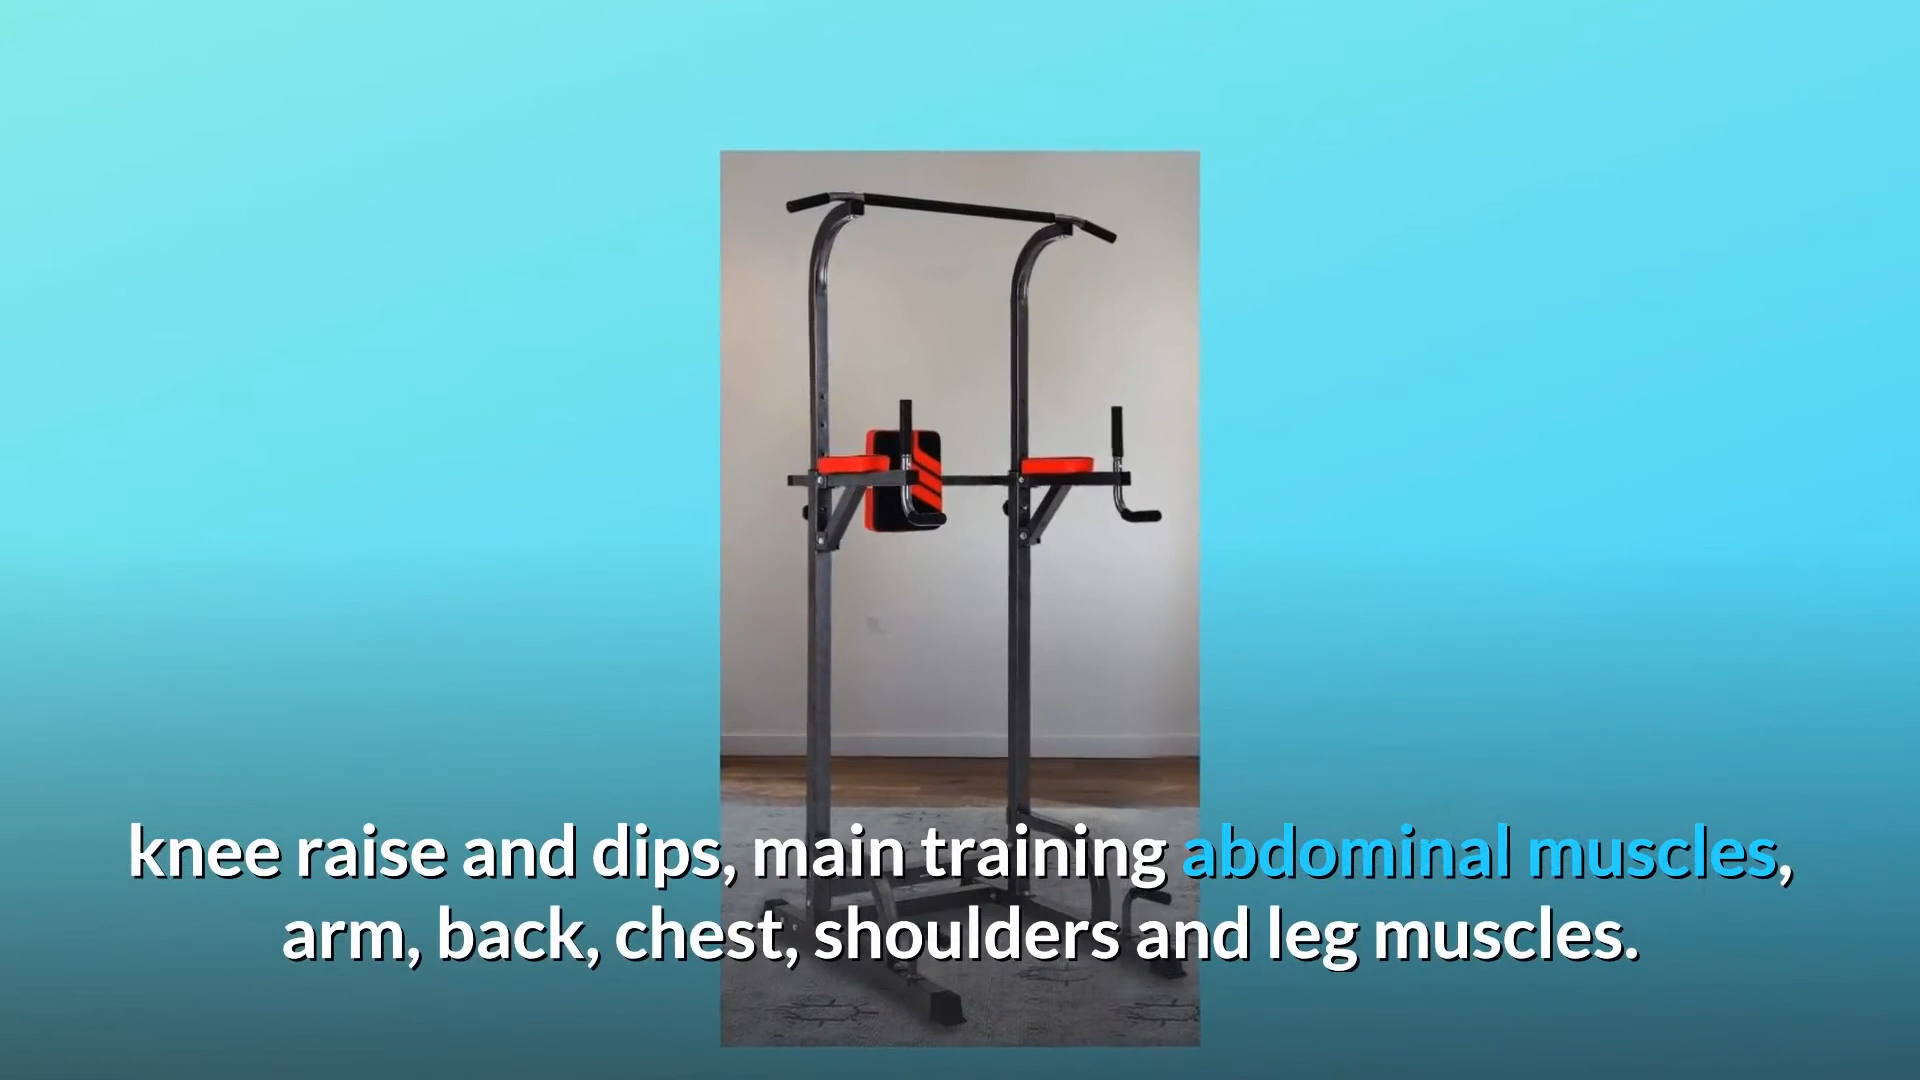 knee raise and dips, main training abdominal muscles,
arm, back, chest, shoulders and leg muscles.